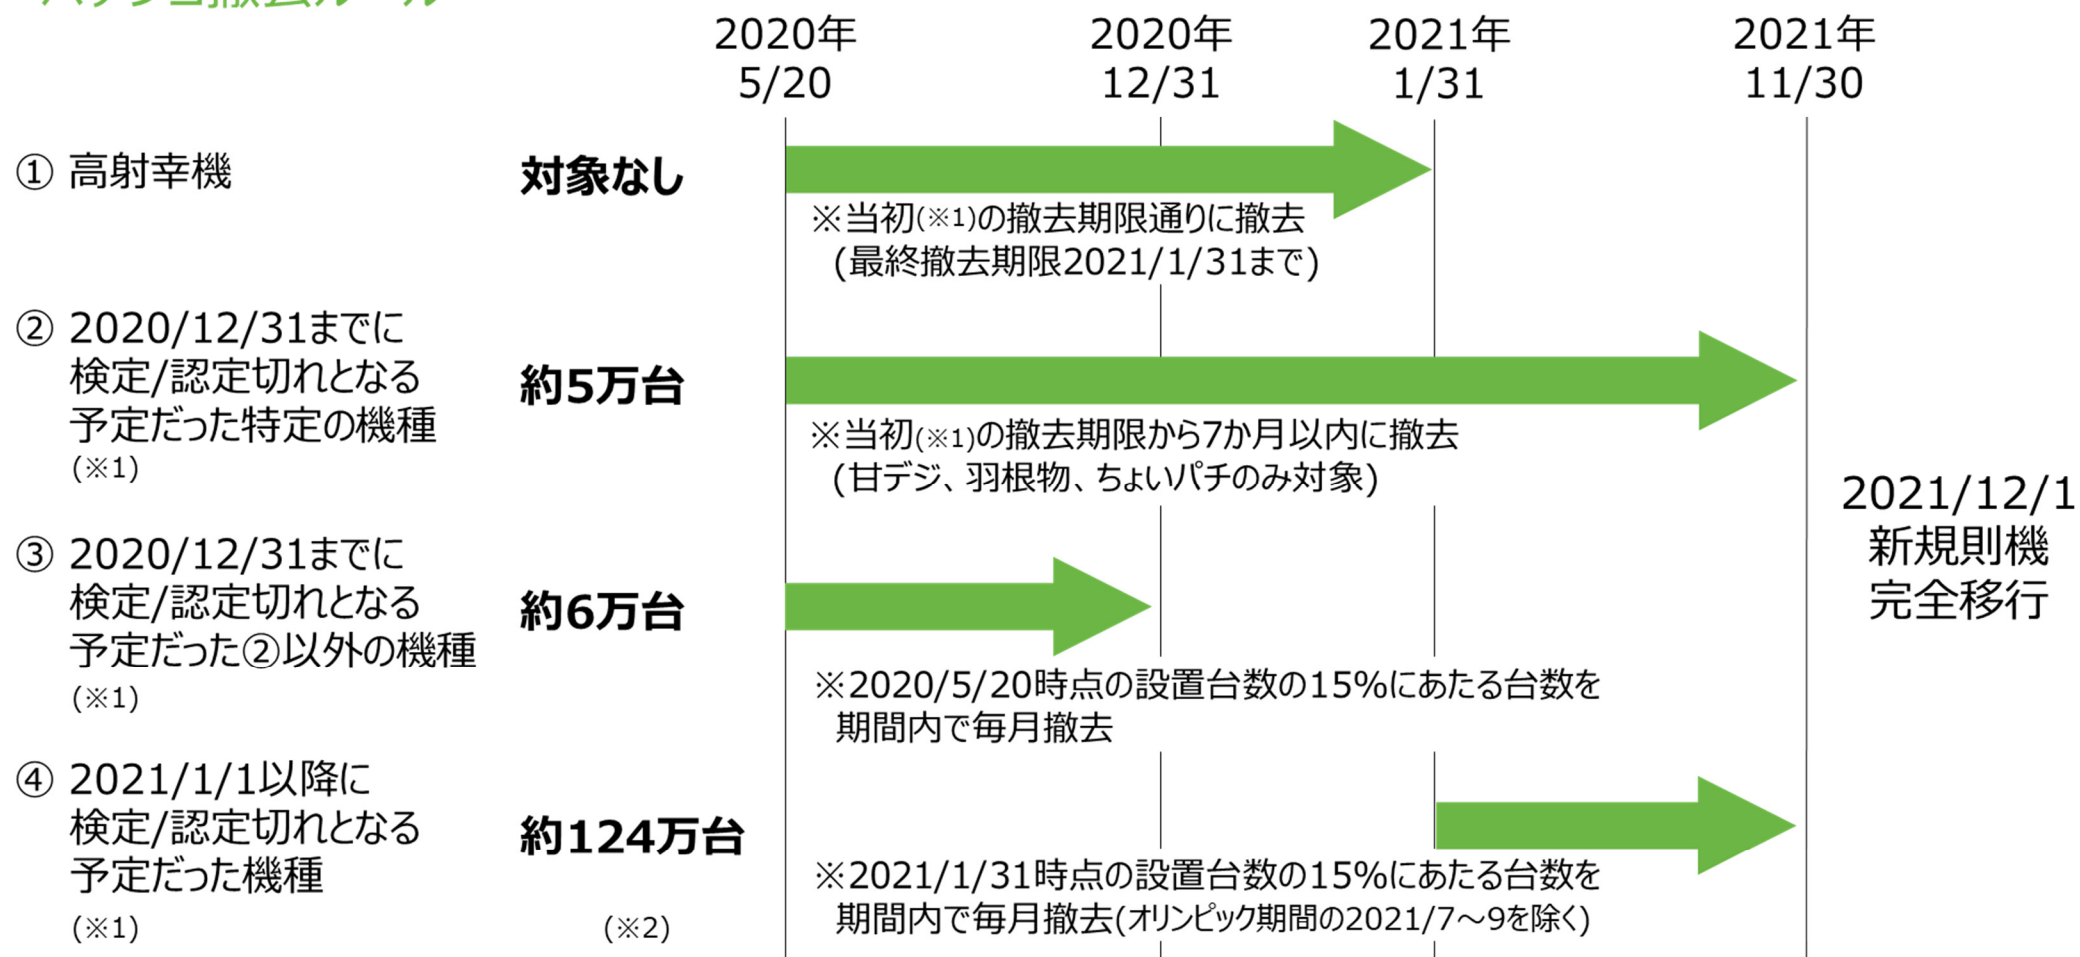 パチンコ撤去ルール
2020年
5/20
2020年
12/31
2021年
1/31
2021年
11/30
① 高射幸機
対象なし
※当初(※1)の撤去期限通りに撤去
(最終撤去期限2021/1/31まで)
② 2020/12/31までに
検定/認定切れとなる
予定だった特定の機種
(※1)
約5万台
※当初(※1)の撤去期限から7か月以内に撤去
(甘デジ、羽根物、ちょいパチのみ対象)
③ 2020/12/31までに
検定/認定切れとなる
予定だった②以外の機種
(※1)
約6万台
※2020/5/20時点の設置台数の15%にあたる台数を
期間内で毎月撤去
④ 2021/1/1以降に
検定/認定切れとなる
予定だった機種
(※1)
約124万台
(※2)
※2021/1/31時点の設置台数の15%にあたる台数を
期間内で毎月撤去(オリンピック期間の2021/7～9を除く)
2021/12/1
新規則機
完全移行